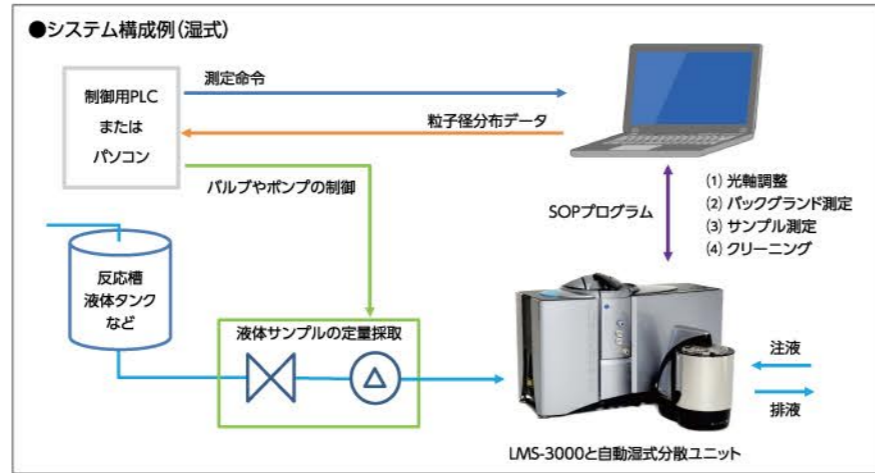 ●システム構成例(湿式)
制御用PLC
または
パソコン
測定命令
粒子径分布データ
バルブやポンプの制御
SOPプログラム
(1) 光軸調整
(2) バックグランド測定
(3) サンプル測定
(4) クリーニング
反応槽
液体タンク
など
液体サンプルの定量採取
注液
排液
LMS-3000と自動湿式分散ユニット